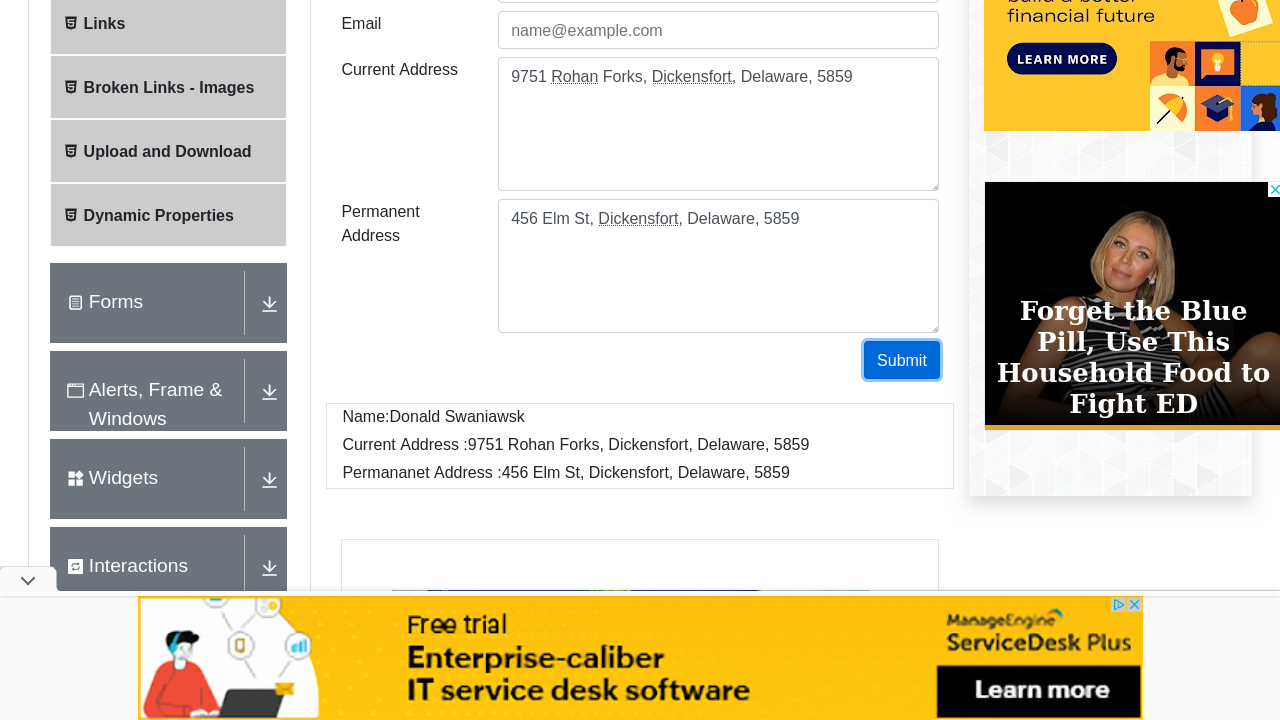 Links
Broken Links - Images
Upload and Download
Dynamic Properties
Forms
Alerts, Frame &
Windows
Widgets
Interactions
Email
name@example.com
Current Address
9751 Rohan Forks, Dickensfort, Delaware, 5859
Permanent
Address
456 Elm St, Dickensfort, Delaware, 5859
Submit
Name:Donald Swaniawsk
Current Address :9751 Rohan Forks, Dickensfort, Delaware, 5859
Permananet Address :456 Elm St, Dickensfort, Delaware, 5859
financial future
LEARN MORE
Forget the Blue
Pill, Use This
Household Food to
Fight ED
Free trial
Enterprise-caliber
IT service desk software
ManageEngine
ServiceDesk Plus
Learn more